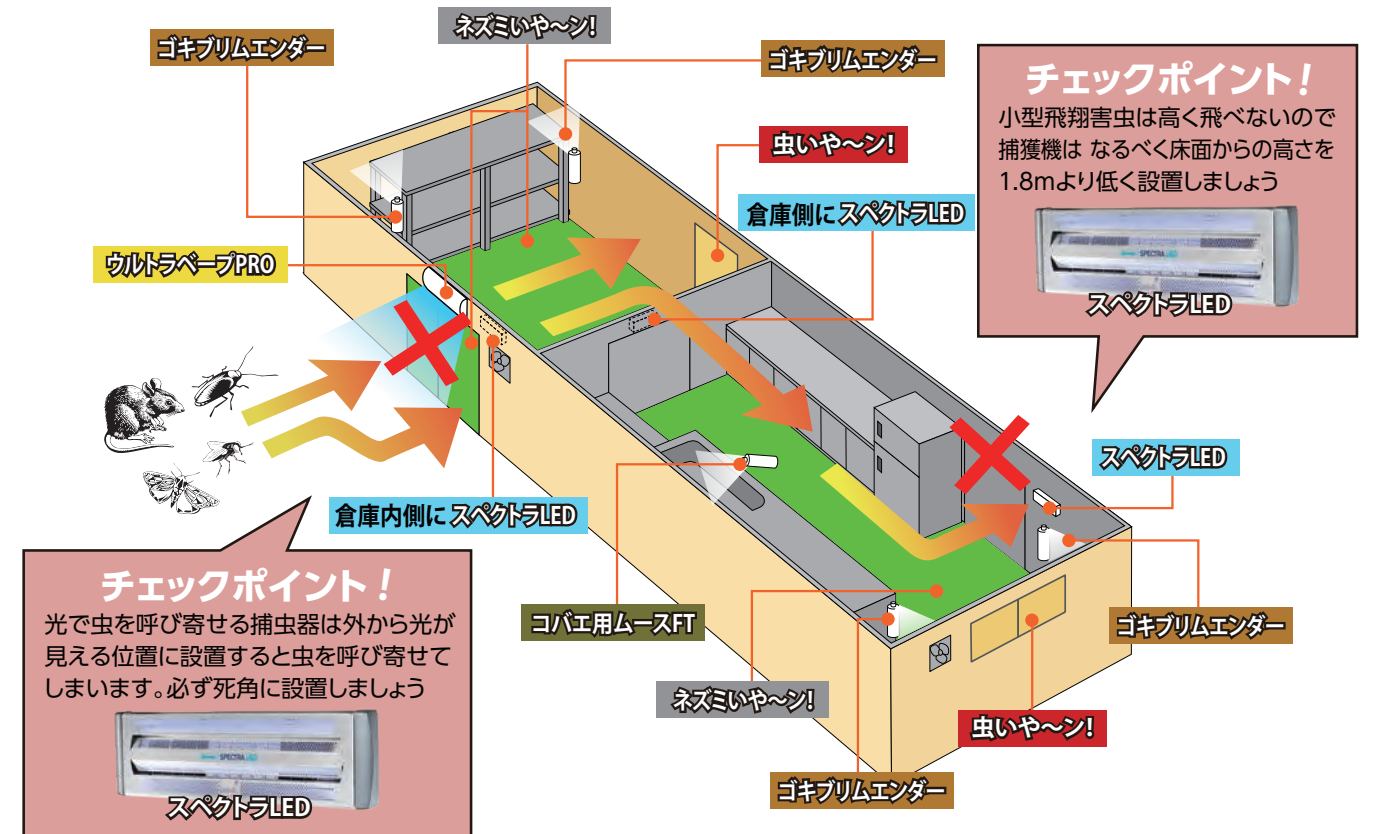 ネズミいや～ン!
ゴキブリムエンダー
ゴキブリムエンダー
虫いや～ン!
倉庫側にスペクトラLED
ウルトラベープPRO
チェックポイント!
小型飛翔害虫は高く飛べないので
捕獲機は なるべく床面からの高さを
1.8mより低く設置しましょう
SPECTRA
スペクトラLED
スペクトラLED
倉庫内側にスペクトラLED
チェックポイント!
光で虫を呼び寄せる捕虫器は外から光が
見える位置に設置すると虫を呼び寄せて
しまいます。必ず死角に設置しましょう
SPECTRA
スペクトラLED
コバエ用ムースFT
ゴキブリムエンダー
ネズミいや～ン!
虫いや～ン!
ゴキブリムエンダー